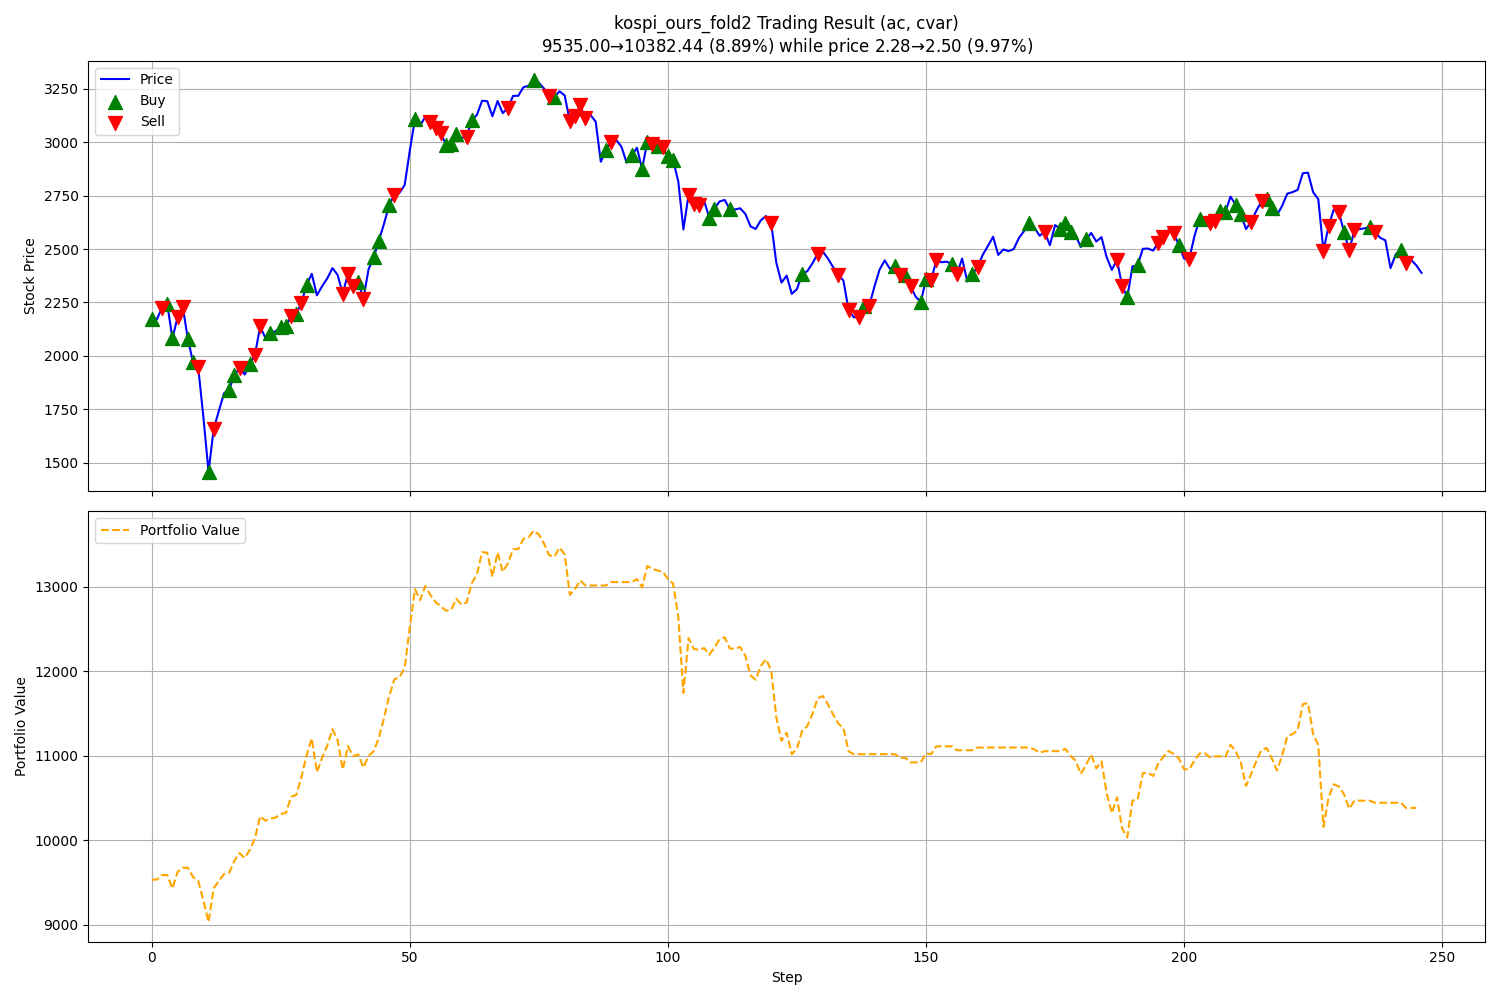 kospi_ours_fold2 Trading Result (ac, cvar)
9535.00→10382.44 (8.89%) while price 2.28→2.50 (9.97%)
Price
Buy
Sell
Stock Price
3250
3000
2750
2500
2250
2000
1750
1500
Portfolio Value
Portfolio Value
13000
12000
11000
10000
9000
0
50
100
150
200
250
Step